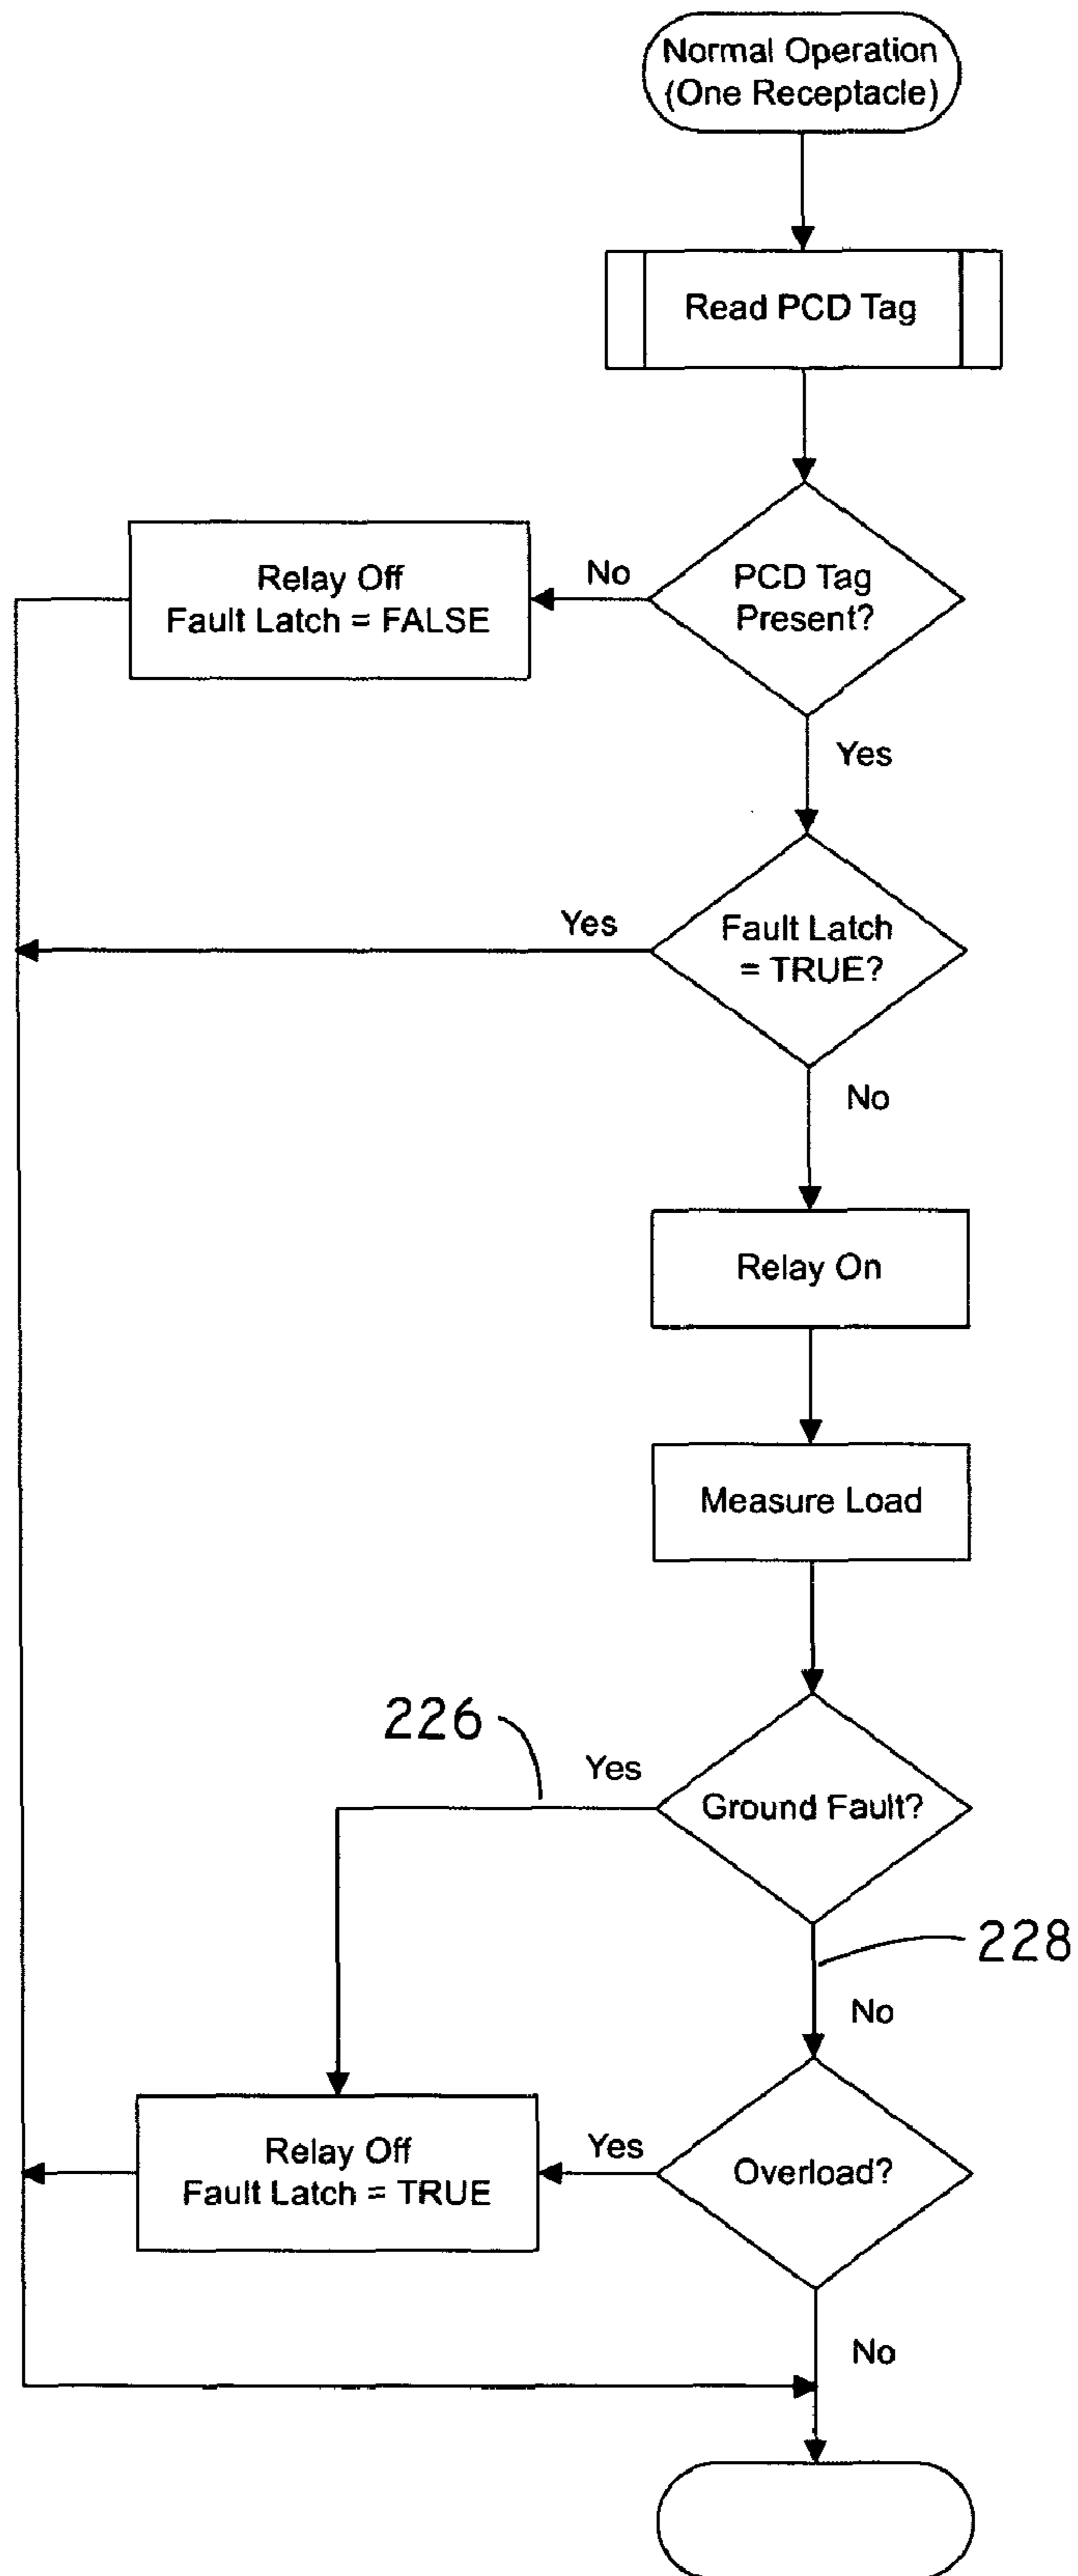 Normal Operation
(One Receptacle)
Read PCD Tag
PCD Tag
Present?
No
Relay Off
Fault Latch = FALSE
Yes
Fault Latch
= TRUE?
Yes
No
Relay On
Measure Load
226
Yes
Ground Fault?
228
No
Relay Off
Fault Latch = TRUE
Yes
Overload?
No